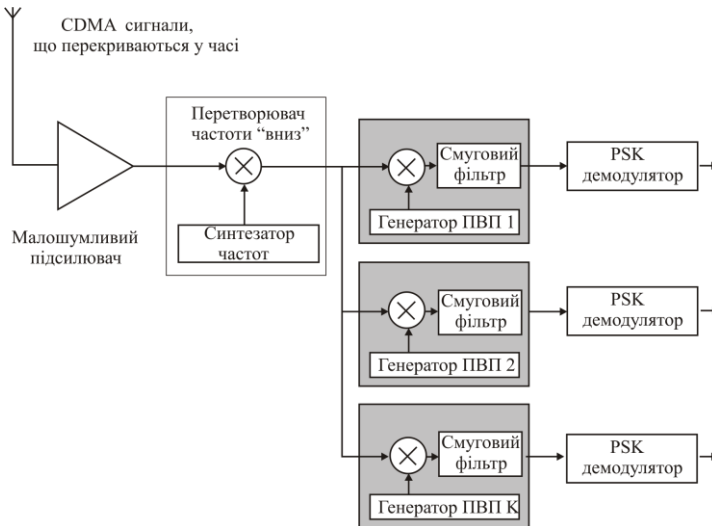 CDMA сигнали,
що перекриваються у часі
Перетворювач
частоти “вниз”
Малошумливий
підсилювач
Синтезатор
частот
Смуговий
фільтр
Генератор ПВП 1
PSK
демодулятор
Смуговий
фільтр
Генератор ПВП 2
PSK
демодулятор
Смуговий
фільтр
Генератор ПВП K
PSK
демодулятор